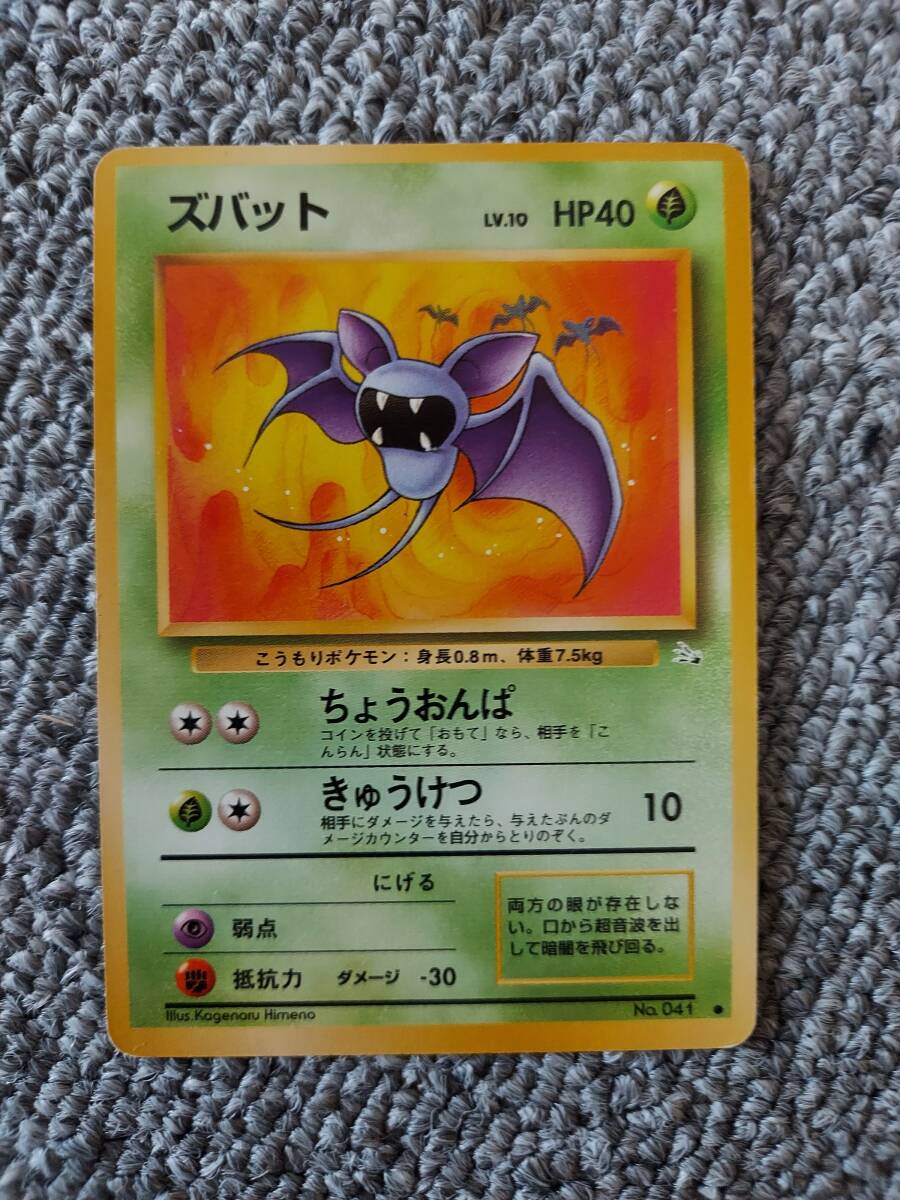 ズバット LV.10 HP40
こうもりポケモン：身長0.8m、体重7.5kg
ちょうおんぱ
コインを投げて「おもて」なら、相手を「こ
んらん」状態にする。
きゅうけつ 10
相手にダメージを与えたら、与えたぶんのダ
メージカウンターを自分からとりのぞく。
にげる
弱点
抵抗力 ダメージ -30
両方の眼が存在しな
い。口から超音波を出
して暗闇を飛び回る。
Illus.Kagemaru Himeno
No. 041